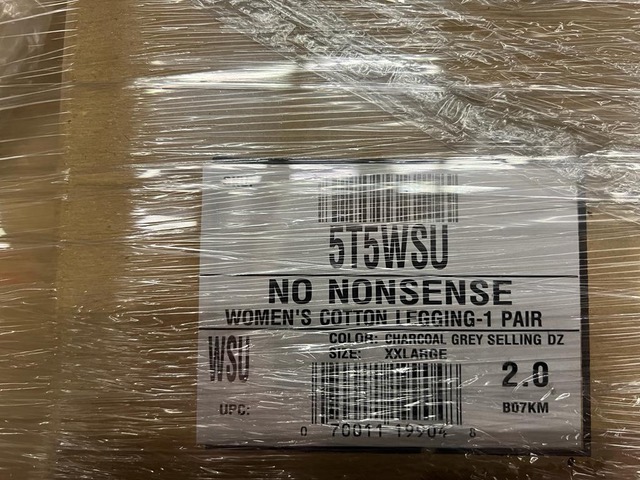 5T5WSU
NO NONSENSE
WOMEN'S COTTON LEGGING-1 PAIR
COLOR: CHARCOAL GREY SELLING DZ
WSU SIZE: XXLARGE
2.0
UPC: B07KM
0 70011 19904 8